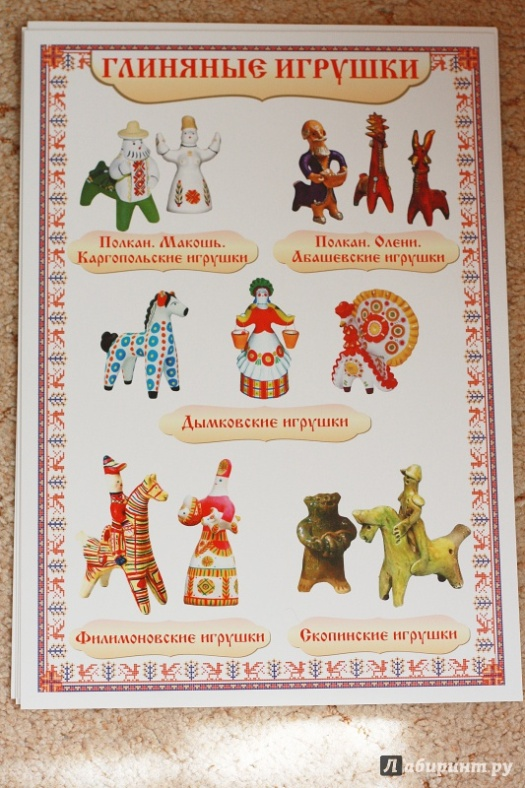 ГЛИНЯНЫЕ ИГРУШКИ
Полкан. Макошь.
Каргопольские игрушки
Полкан. Олени.
Абашевские игрушки
Дымковские игрушки
Филимоновские игрушки
Скопинские игрушки
Лабиринт.ру